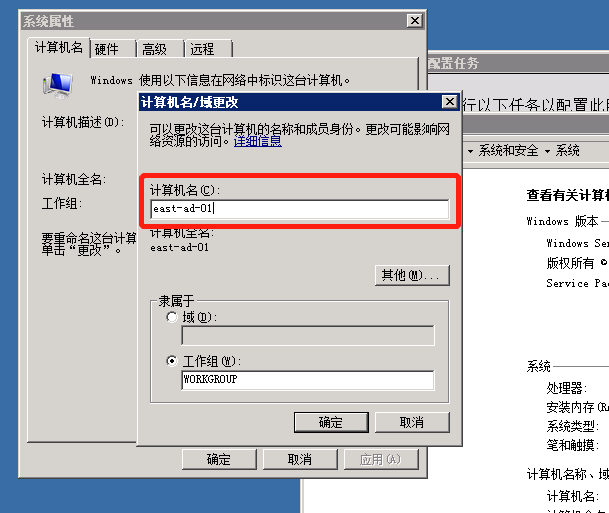 系统属性
计算机名
硬件
高级
远程
Windows 使用以下信息在网络中标识这台计算机。
计算机描述(D):
计算机全名:
工作组:
要重命名这台计算
单击“更改”。
确定
取消
应用(A)
计算机名/域更改
可以更改这台计算机的名称和成员身份。更改可能影响网
络资源的访问。详细信息
计算机名(C):
east-ad-01
计算机全名:
east-ad-01
其他(M)...
隶属于
域(D):
工作组(W):
WORKGROUP
确定
取消
配置任务
行以下任务以配置此
系统和安全
系统
查看有关计算机
Windows 版本
Windows Ser
版权所有 ©
Service Pac
系统
处理器:
安装内存(Ra
系统类型:
笔和触摸:
计算机名称、域
计算机名: